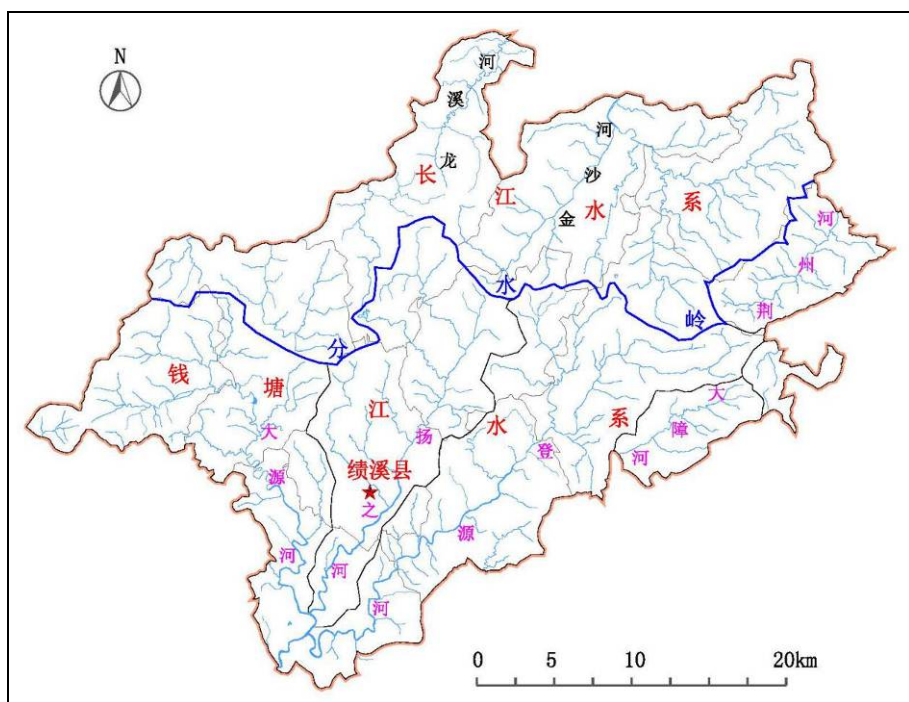 N
龙溪河
金沙河
长江水系
荆州河
分水岭
钱塘江水系
大源河
扬之河
登源河
大障河
绩溪县
0 5 10 20km